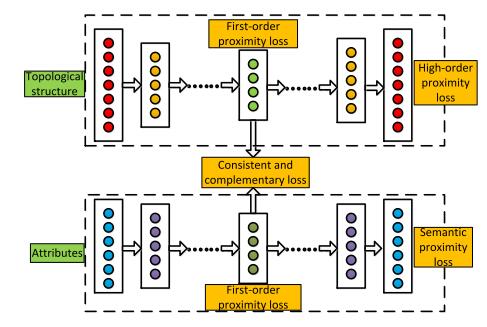 First-order
proximity loss
Topological
structure
High-order
proximity
loss
Consistent and
complementary loss
Attributes
Semantic
proximity
loss
First-order
proximity loss